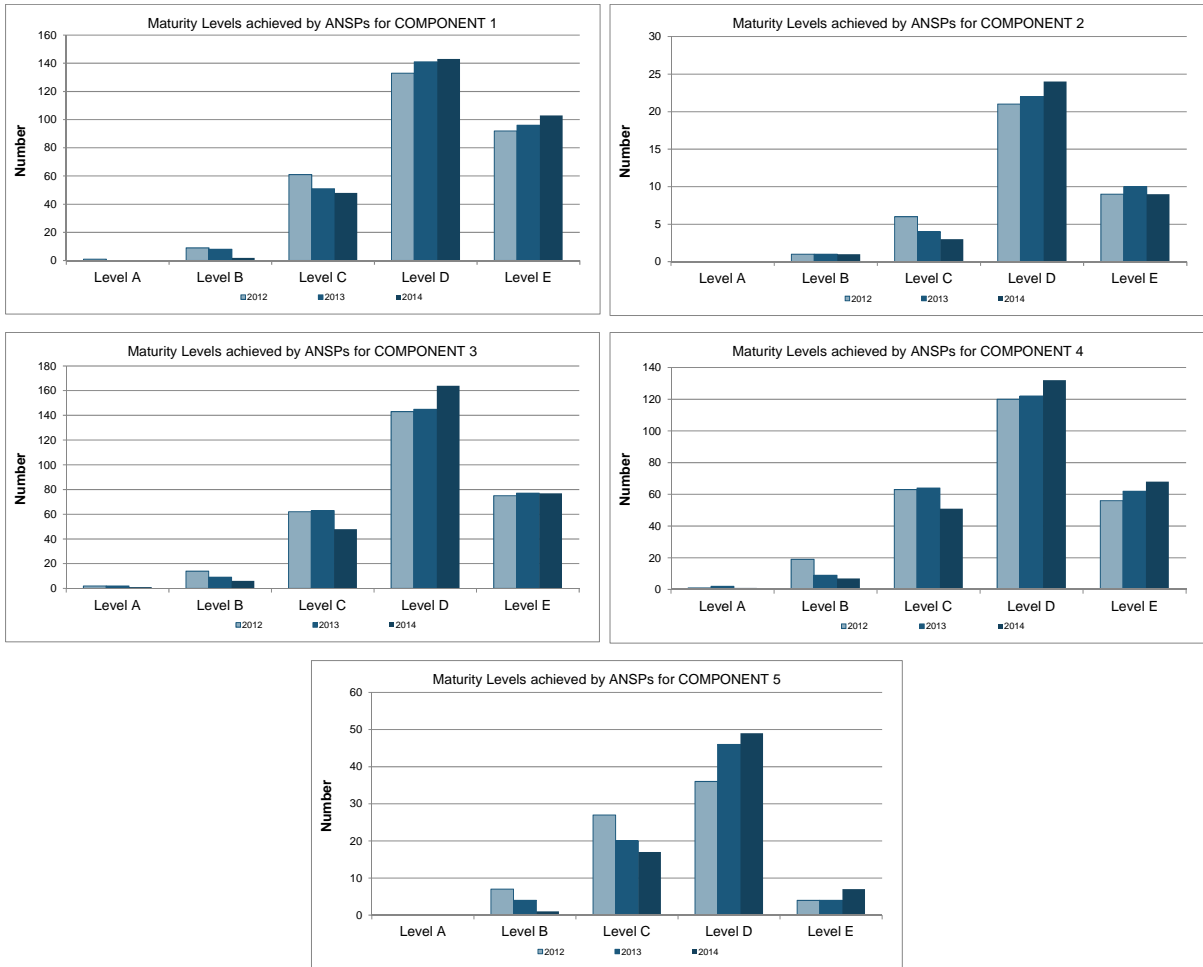 Maturity Levels achieved by ANSPs for COMPONENT 1
160
140
120
100
80
60
40
20
0
Number
Level A Level B Level C Level D Level E
2012 2013 2014
Maturity Levels achieved by ANSPs for COMPONENT 2
30
25
20
15
10
5
0
Number
Level A Level B Level C Level D Level E
2012 2013 2014
Maturity Levels achieved by ANSPs for COMPONENT 3
180
160
140
120
100
80
60
40
20
0
Number
Level A Level B Level C Level D Level E
2012 2013 2014
Maturity Levels achieved by ANSPs for COMPONENT 4
140
120
100
80
60
40
20
0
Number
Level A Level B Level C Level D Level E
2012 2013 2014
Maturity Levels achieved by ANSPs for COMPONENT 5
60
50
40
30
20
10
0
Number
Level A Level B Level C Level D Level E
2012 2013 2014